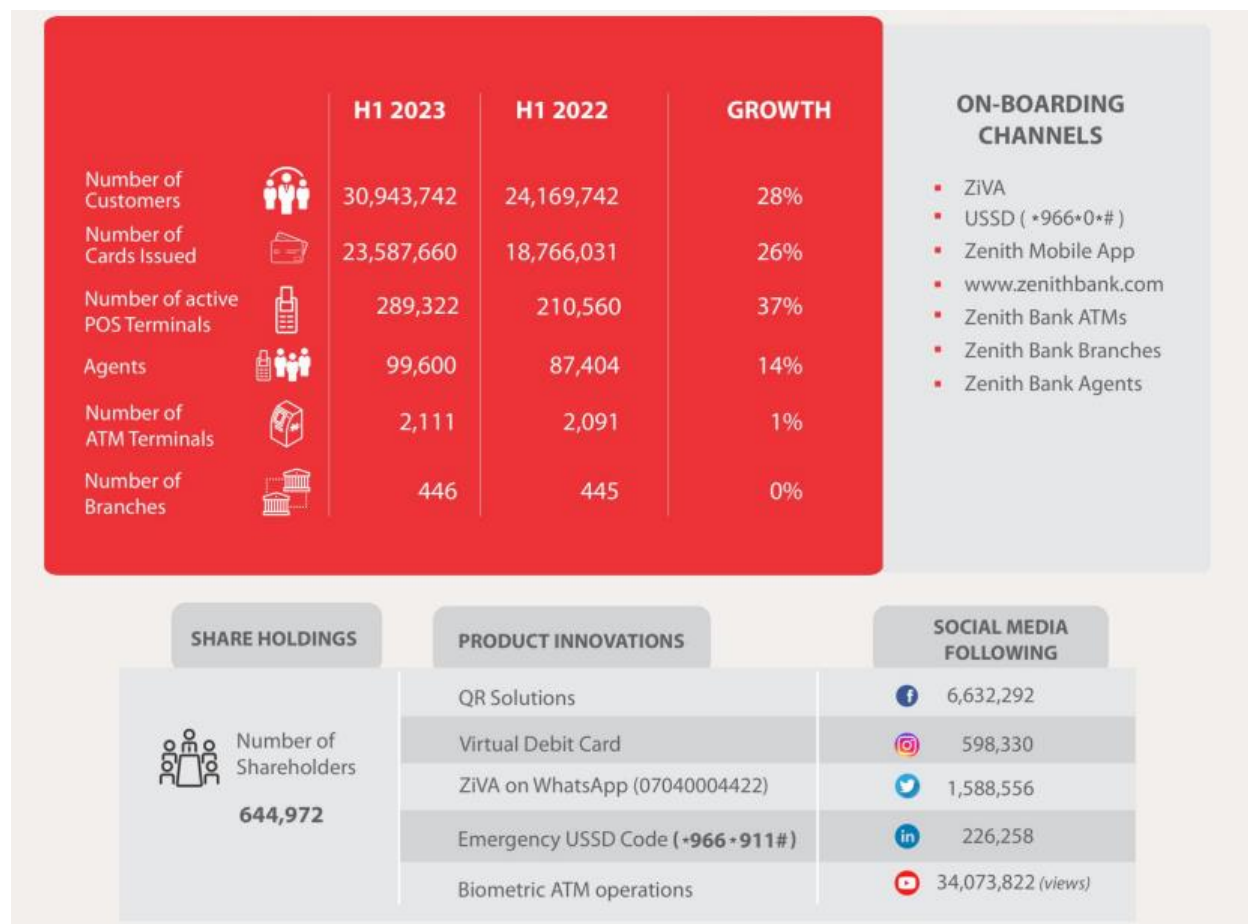 H1 2023 H1 2022 GROWTH
Number of
Customers 30,943,742 24,169,742 28%
Number of
Cards Issued 23,587,660 18,766,031 26%
Number of active
POS Terminals 289,322 210,560 37%
Agents 99,600 87,404 14%
Number of
ATM Terminals 2,111 2,091 1%
Number of
Branches 446 445 0%
ON-BOARDING
CHANNELS
▪ ZiVA
▪ USSD ( *966*0*# )
▪ Zenith Mobile App
▪ www.zenithbank.com
▪ Zenith Bank ATMs
▪ Zenith Bank Branches
▪ Zenith Bank Agents
SHARE HOLDINGS
Number of
Shareholders
644,972
PRODUCT INNOVATIONS
QR Solutions
Virtual Debit Card
ZiVA on WhatsApp (07040004422)
Emergency USSD Code (*966*911#)
Biometric ATM operations
SOCIAL MEDIA
FOLLOWING
6,632,292
598,330
1,588,556
in 226,258
34,073,822 (views)